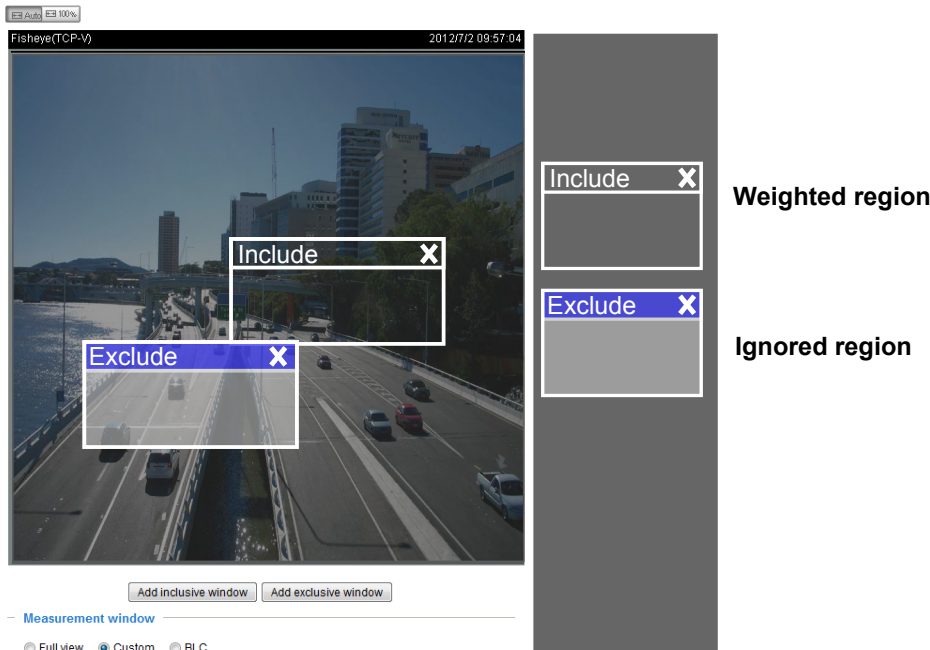 Auto 100%
Fisheye(TCP-V) 2012/7/2 09:57:04
Include X
Weighted region
Include X
Exclude X
Ignored region
Exclude X
Add inclusive window Add exclusive window
Measurement window
Full view Custom BLC